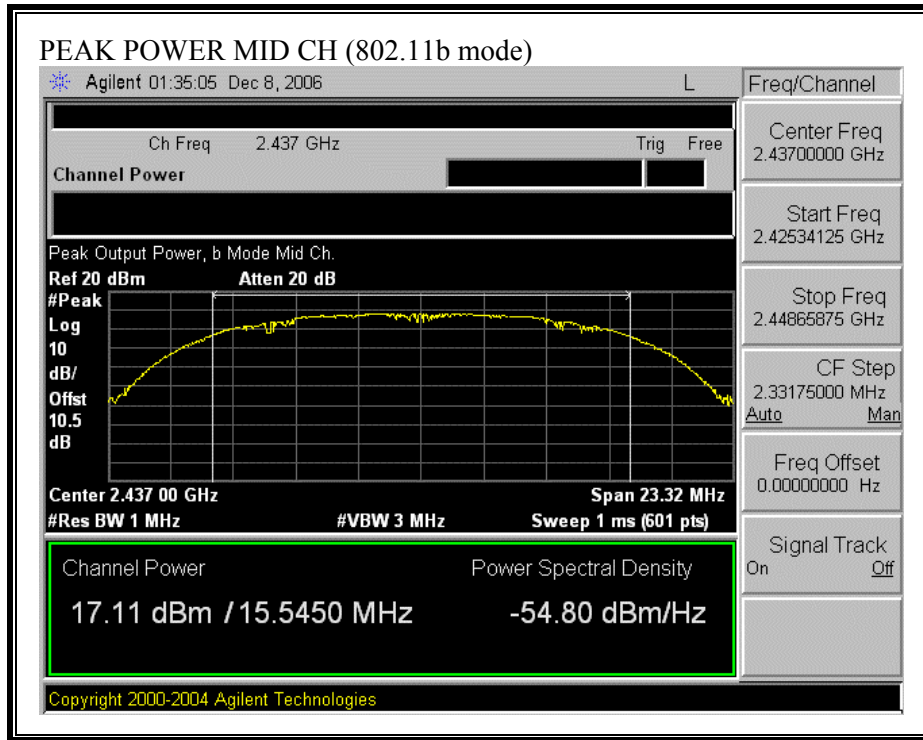 PEAK POWER MID CH (802.11b mode)
Agilent 01:35:05 Dec 8, 2006 L
Freq/Channel
Ch Freq 2.437 GHz Trig Free
Channel Power
Center Freq
2.43700000 GHz
Start Freq
2.42534125 GHz
Stop Freq
2.44865875 GHz
CF Step
2.33175000 MHz
Auto Man
Freq Offset
0.00000000 Hz
Signal Track
On Off
Peak Output Power, b Mode Mid Ch.
Ref 20 dBm Atten 20 dB
#Peak
Log
10
dB/
Offst
10.5
dB
Center 2.437 00 GHz Span 23.32 MHz
#Res BW 1 MHz #VBW 3 MHz Sweep 1 ms (601 pts)
Channel Power Power Spectral Density
17.11 dBm / 15.5450 MHz -54.80 dBm/Hz
Copyright 2000-2004 Agilent Technologies